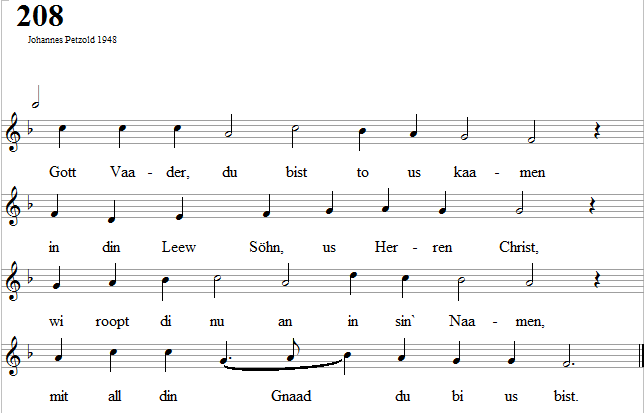 208
Johannes Petzold 1948
Gott Vaa - der, du bist to us kaa - men
in din Leew Söhn, us Her - ren Christ,
wi roopt di nu an in sin` Naa - men,
mit all din Gnaad du bi us bist.